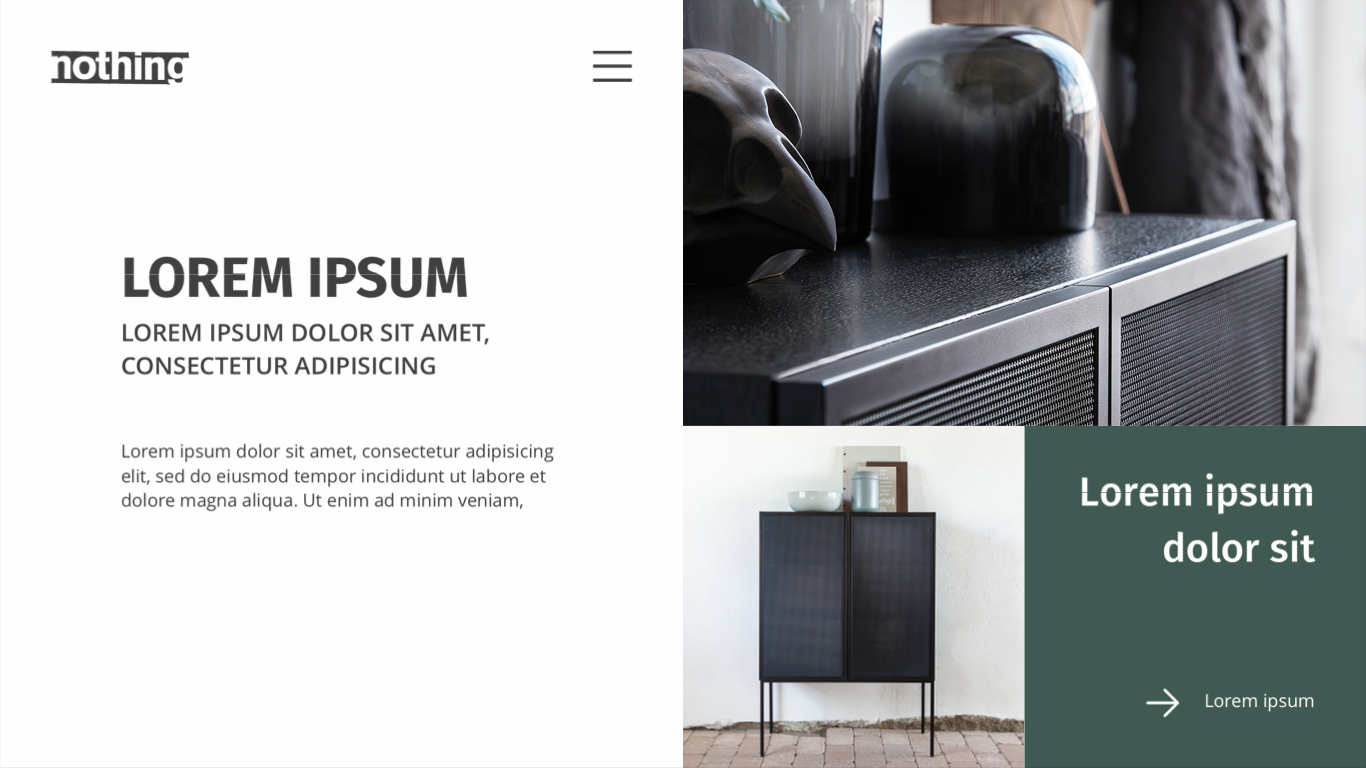 nothing
LOREM IPSUM
LOREM IPSUM DOLOR SIT AMET,
CONSECTETUR ADIPISICING
Lorem ipsum dolor sit amet, consectetur adipisicing
elit, sed do eiusmod tempor incididunt ut labore et
dolore magna aliqua. Ut enim ad minim veniam,
Lorem ipsum
dolor sit
Lorem ipsum